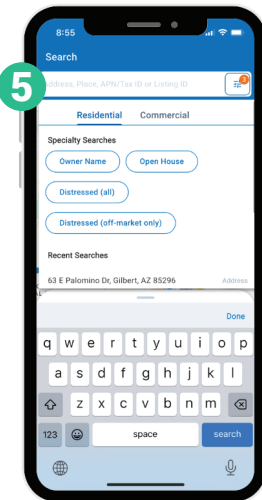 8:55
Search
5
Address, Place, APN/Tax ID or Listing ID
3
Residential Commercial
Specialty Searches
Owner Name Open House
Distressed (all)
Distressed (off-market only)
Recent Searches
63 E Palomino Dr, Gilbert, AZ 85296 Address
Done
q w e r t y u i o p
a s d f g h j k l
z x c v b n m
123 space search